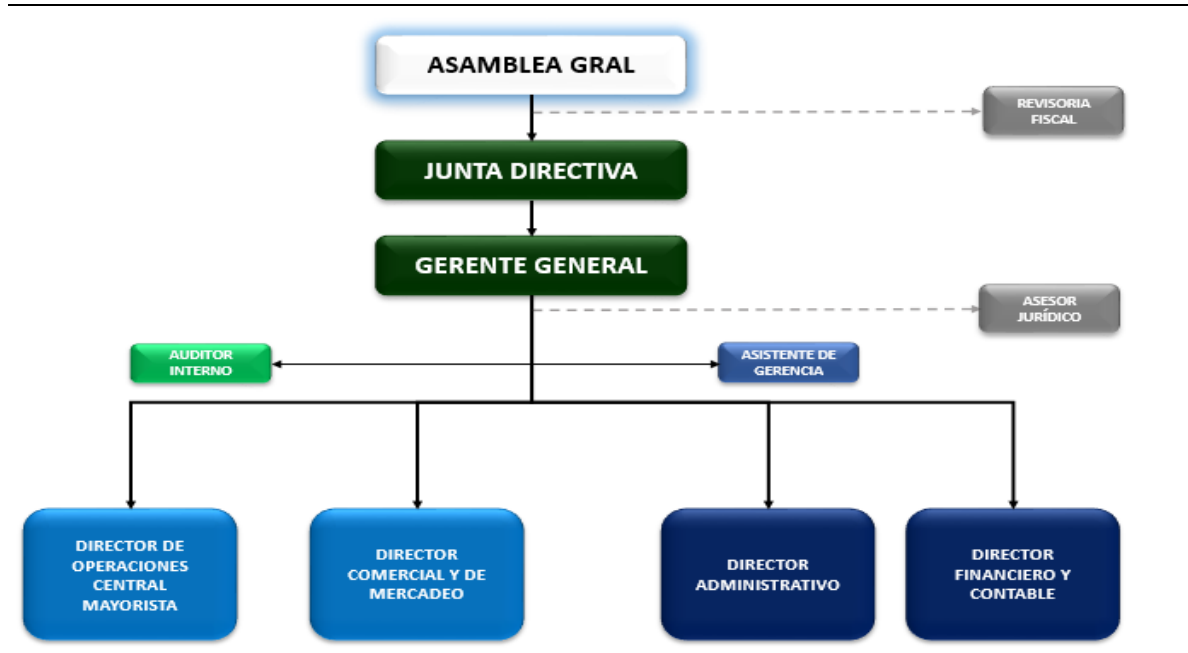 ASAMBLEA GRAL
REVISORIA
FISCAL
JUNTA DIRECTIVA
GERENTE GENERAL
ASESOR
JURÍDICO
AUDITOR
INTERNO
ASISTENTE DE
GERENCIA
DIRECTOR DE
OPERACIONES
CENTRAL
MAYORISTA
DIRECTOR
COMERCIAL Y DE
MERCADEO
DIRECTOR
ADMINISTRATIVO
DIRECTOR
FINANCIERO Y
CONTABLE